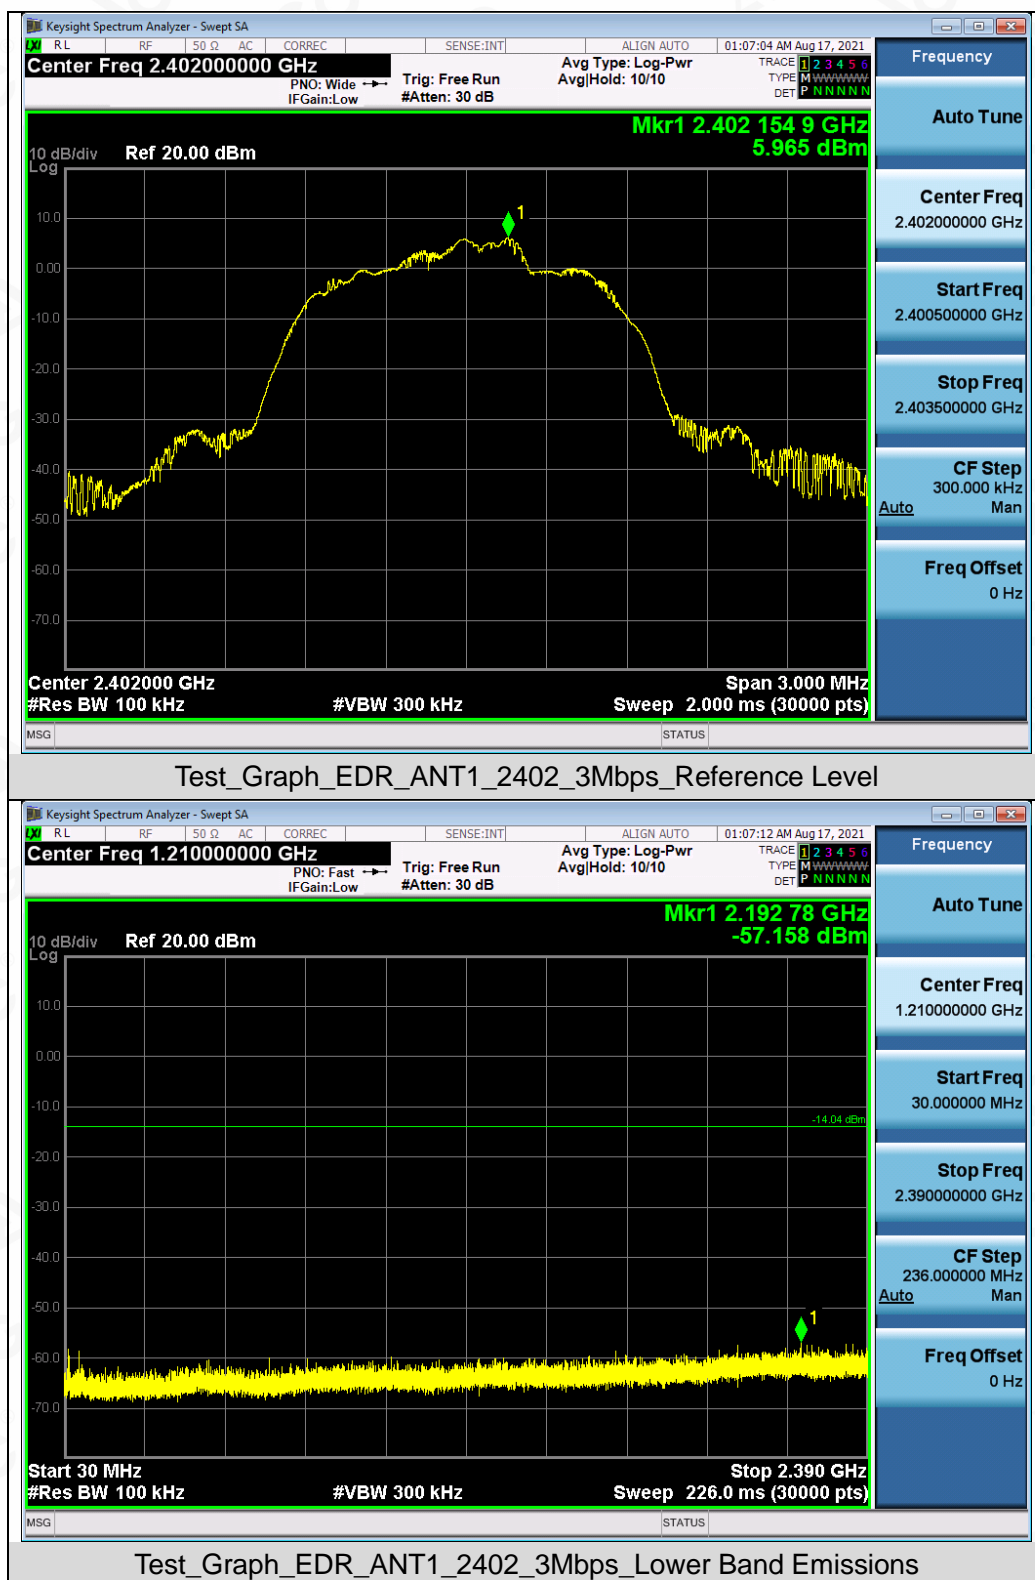 Keysight Spectrum Analyzer - Swept SA
LXI RL RF 50 Ω AC CORREC SENSE:INT ALIGN AUTO 01:07:04 AM Aug 17, 2021
Center Freq 2.402000000 GHz
PNO: Wide
IFGain:Low
Trig: Free Run
#Atten: 30 dB
Avg Type: Log-Pwr
Avg|Hold: 10/10
TRACE 1 2 3 4 5 6
TYPE M WWWWW
DET P N N N N N
Mkr1 2.402 154 9 GHz
5.965 dBm
10 dB/div Ref 20.00 dBm
Log
1
10.0
0.00
-10.0
-20.0
-30.0
-40.0
-50.0
-60.0
-70.0
Center 2.402000 GHz Span 3.000 MHz
#Res BW 100 kHz #VBW 300 kHz Sweep 2.000 ms (30000 pts)
MSG STATUS
Frequency
Auto Tune
Center Freq
2.402000000 GHz
Start Freq
2.400500000 GHz
Stop Freq
2.403500000 GHz
CF Step
300.000 kHz
Auto Man
Freq Offset
0 Hz
Test_Graph_EDR_ANT1_2402_3Mbps_Reference Level
Keysight Spectrum Analyzer - Swept SA
LXI RL RF 50 Ω AC CORREC SENSE:INT ALIGN AUTO 01:07:12 AM Aug 17, 2021
Center Freq 1.210000000 GHz
PNO: Fast
IFGain:Low
Trig: Free Run
#Atten: 30 dB
Avg Type: Log-Pwr
Avg|Hold: 10/10
TRACE 1 2 3 4 5 6
TYPE M WWWWW
DET P N N N N N
Mkr1 2.192 78 GHz
-57.158 dBm
10 dB/div Ref 20.00 dBm
Log
10.0
0.00
-10.0
-14.04 dBm
-20.0
-30.0
-40.0
-50.0
1
-60.0
-70.0
Start 30 MHz Stop 2.390 GHz
#Res BW 100 kHz #VBW 300 kHz Sweep 226.0 ms (30000 pts)
MSG STATUS
Frequency
Auto Tune
Center Freq
1.210000000 GHz
Start Freq
30.000000 MHz
Stop Freq
2.390000000 GHz
CF Step
236.000000 MHz
Auto Man
Freq Offset
0 Hz
Test_Graph_EDR_ANT1_2402_3Mbps_Lower Band Emissions